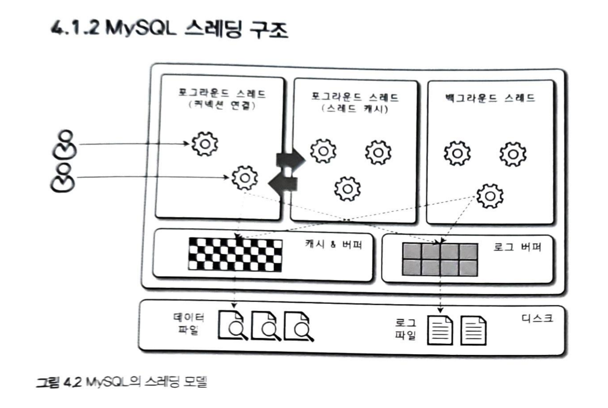 4.1.2 MySQL 스레딩 구조
포그라운드 스레드
(커넥션 연결)
포그라운드 스레드
(스레드 캐시)
백그라운드 스레드
캐시 & 버퍼
로그 버퍼
데이터
파일
로그
파일
디스크
그림 4.2 MySQL의 스레딩 모델